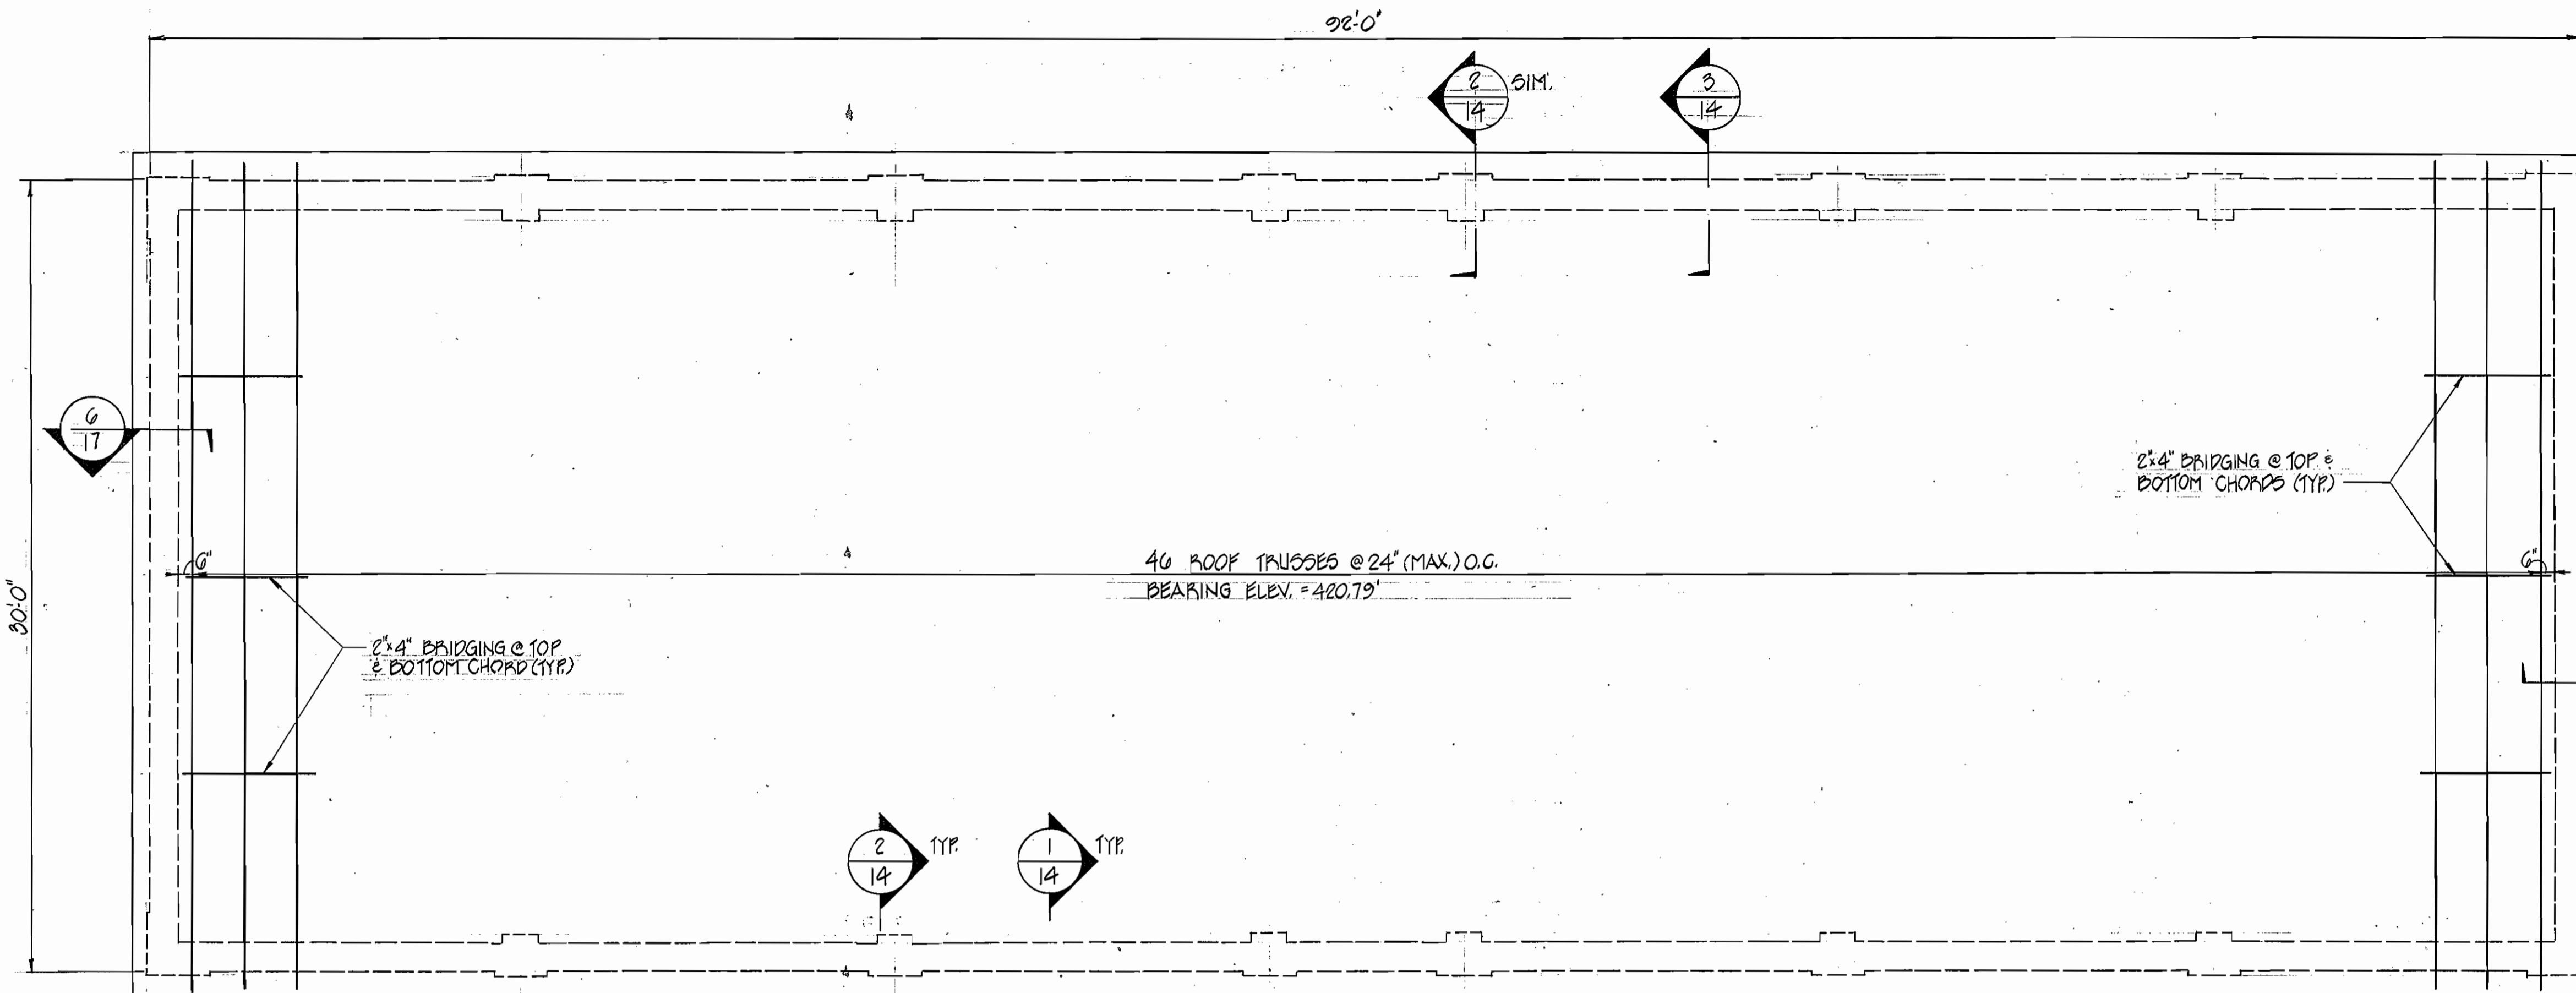 92'-0"
2 SIM.
14
3
14
6
17
2"x4" BRIDGING @ TOP &
BOTTOM CHORDS (TYP.)
6"
46 ROOF TRUSSES @ 24" (MAX.) O.C.
6"
BEARING ELEV. = 420.79'
30'-0"
2"x4" BRIDGING @ TOP
& BOTTOM CHORD (TYP.)
2 TYP.
14
1 TYP.
14